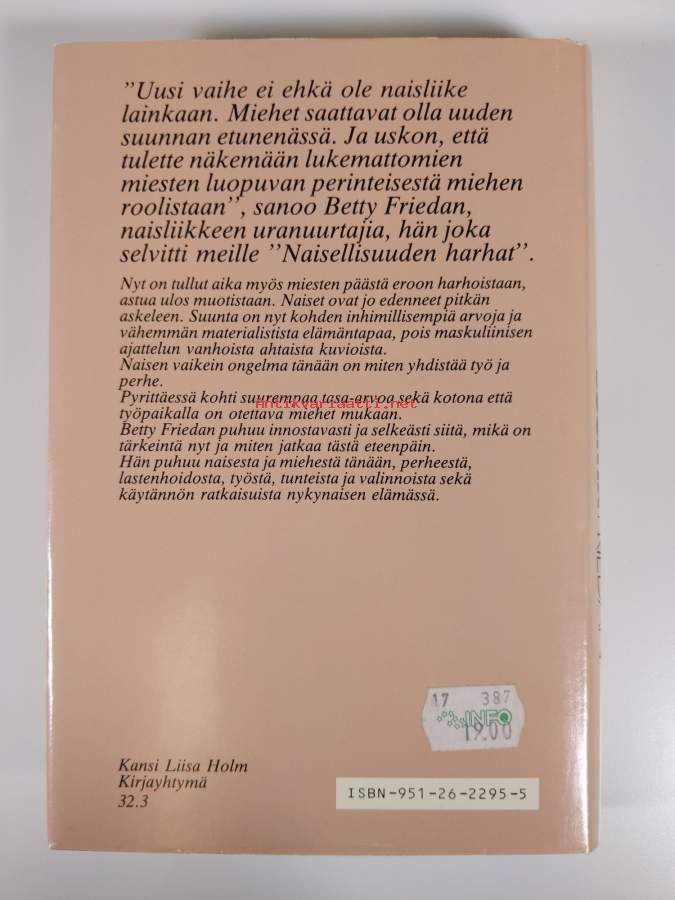 ”Uusi vaihe ei ehkä ole naisliike
lainkaan. Miehet saattavat olla uuden
suunnan etunenässä. Ja uskon, että
tulette näkemään lukemattomien
miesten luopuvan perinteisestä miehen
roolistaan”, sanoo Betty Friedan,
naisliikkeen uranuurtajia, hän joka
selvitti meille ”Naisellisuuden harhat”.
Nyt on tullut aika myös miesten päästä eroon harhoistaan,
astua ulos muotistaan. Naiset ovat jo edenneet pitkän
askeleen. Suunta on nyt kohden inhimillisempiä arvoja ja
vähemmän materialistista elämäntapaa, pois maskuliinisen
ajattelun vanhoista ahtaista kuvioista.
Naisen vaikein ongelma tänään on miten yhdistää työ ja
perhe.
Pyrittäessä kohti suurempaa tasa-arvoa sekä kotona että
Antikvariaatti.net
työpaikalla on otettava miehet mukaan.
Betty Friedan puhuu innostavasti ja selkeästi siitä, mikä on
tärkeintä nyt ja miten jatkaa tästä eteenpäin.
Hän puhuu naisesta ja miehestä tänään, perheestä,
lastenhoidosta, työstä, tunteista ja valinnoista sekä
käytännön ratkaisuista nykynaisen elämässä.
17 387
INFO
19.00
Kansi Liisa Holm
Kirjayhtymä
32.3
ISBN-951-26-2295-5